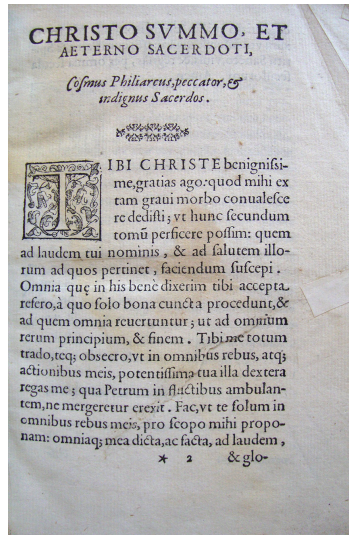 CHRISTO SVMMO, ET
AETERNO SACERDOTI,
Cosmus Philiarcus, peccator, &
indignus Sacerdos.
TIBI CHRISTE benignissi-
me, gratias ago: quod mihi ex
tam graui morbo conualesce
re dedisti; vt hunc secundum
tomū perficere possim: quem
ad laudem tui nominis, & ad salutem illo-
rum ad quos pertinet, faciendum suscepi.
Omnia quę in his bene dixerim tibi accepta
refero, à quo solo bona cuncta procedunt, &
ad quem omnia reuertuntur; ut ad omnium
rerum principium, & finem. Tibi me totum
trado, teq; obsecro, vt in omnibus rebus, atq;
actionibus meis, potentissima tua illa dextera
regas me; qua Petrum in fluctibus ambulan-
tem, ne mergeretur erexit. Fac, vt te solum in
omnibus rebus meis, pro scopo mihi propo-
nam: omniaq; mea dicta, ac facta, ad laudem,
* 2 & glo-